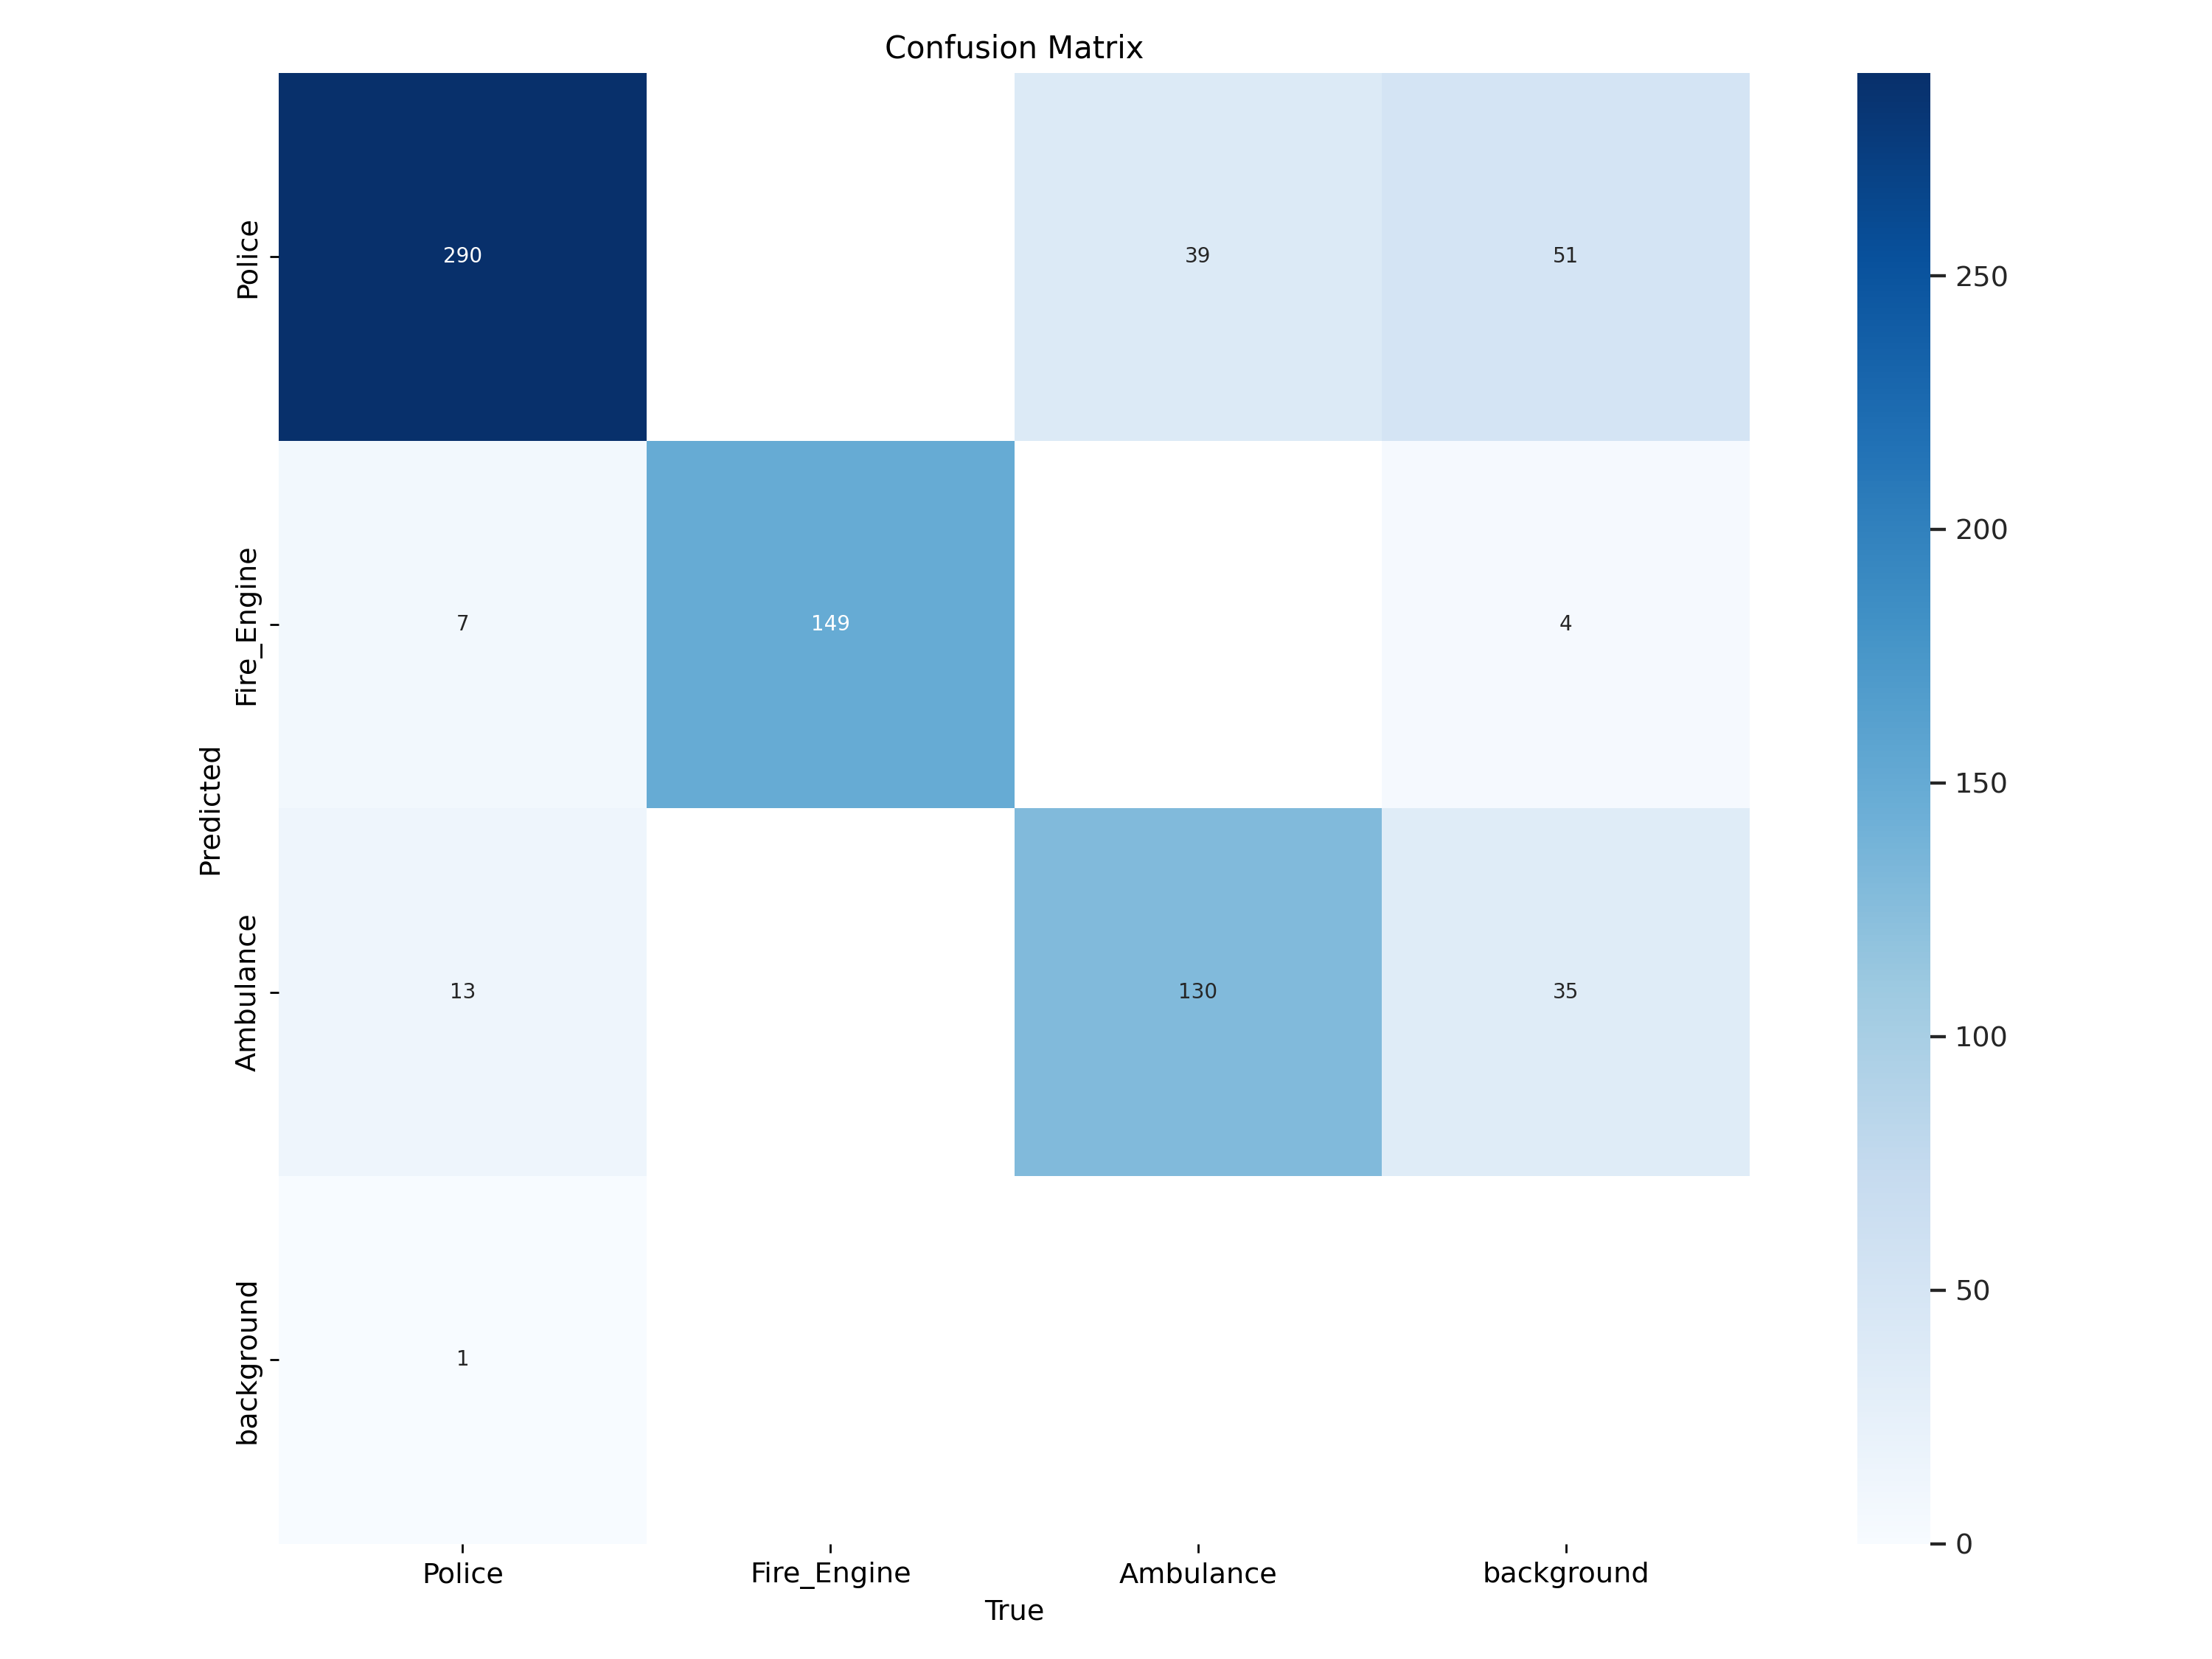 Confusion Matrix
Police
290
39
51
250
200
Fire_Engine
7
149
4
150
Predicted
Ambulance
13
130
35
100
50
background
1
0
Police
Fire_Engine
Ambulance
background
True